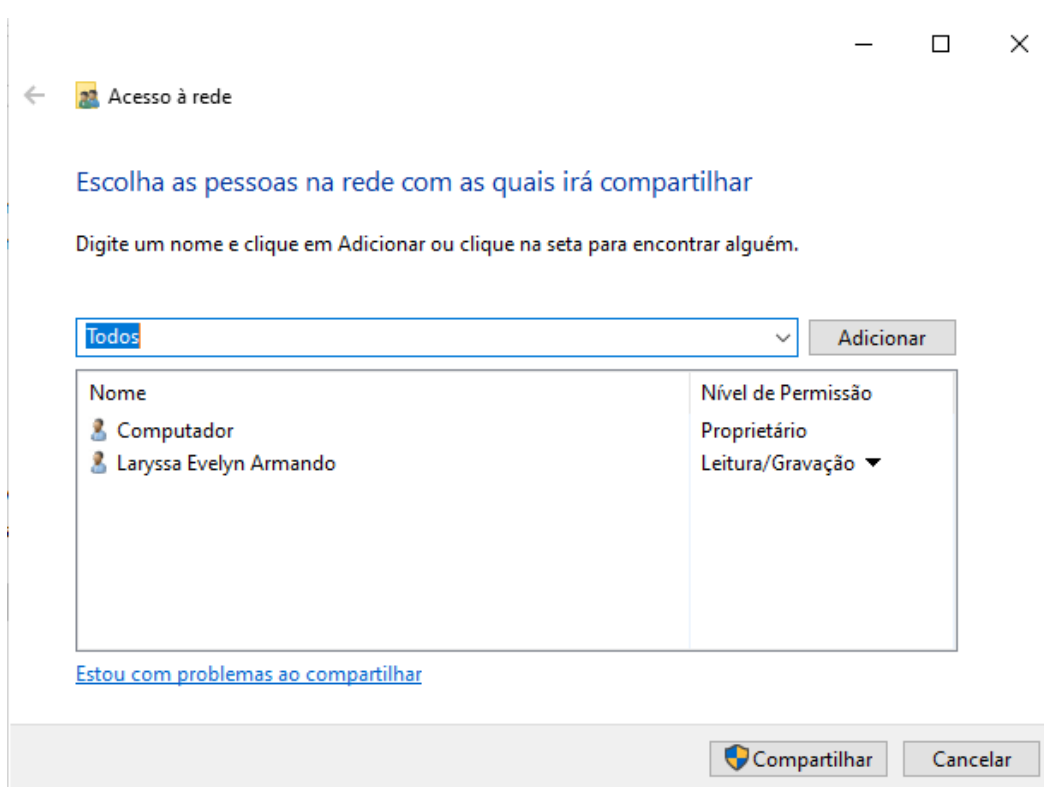 Acesso à rede
Escolha as pessoas na rede com as quais irá compartilhar
Digite um nome e clique em Adicionar ou clique na seta para encontrar alguém.
Todos Adicionar
Nome Nível de Permissão
Computador Proprietário
Laryssa Evelyn Armando Leitura/Gravação
Estou com problemas ao compartilhar
Compartilhar Cancelar